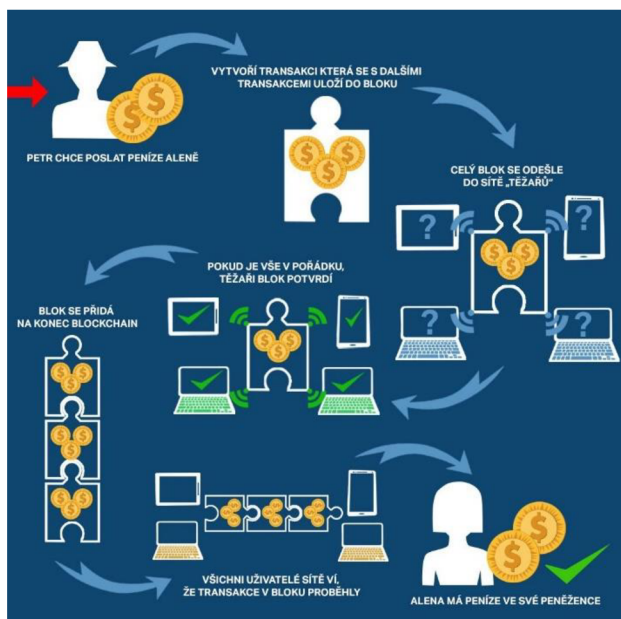 PETR CHCE POSLAT PENÍZE ALENĚ
VYTVOŘÍ TRANSAKCI KTERÁ SE S DALŠÍMI
TRANSAKCEMI ULOŽÍ DO BLOKU
CELÝ BLOK SE ODEŠLE
DO SÍTĚ „TĚŽAŘŮ“
POKUD JE VŠE V POŘÁDKU,
TĚŽAŘI BLOK POTVRDÍ
BLOK SE PŘIDÁ
NA KONEC BLOCKCHAIN
VŠICHNI UŽIVATELÉ SÍTĚ VÍ,
ŽE TRANSAKCE V BLOKU PROBĚHLY
ALENA MÁ PENÍZE VE SVÉ PENĚŽENCE